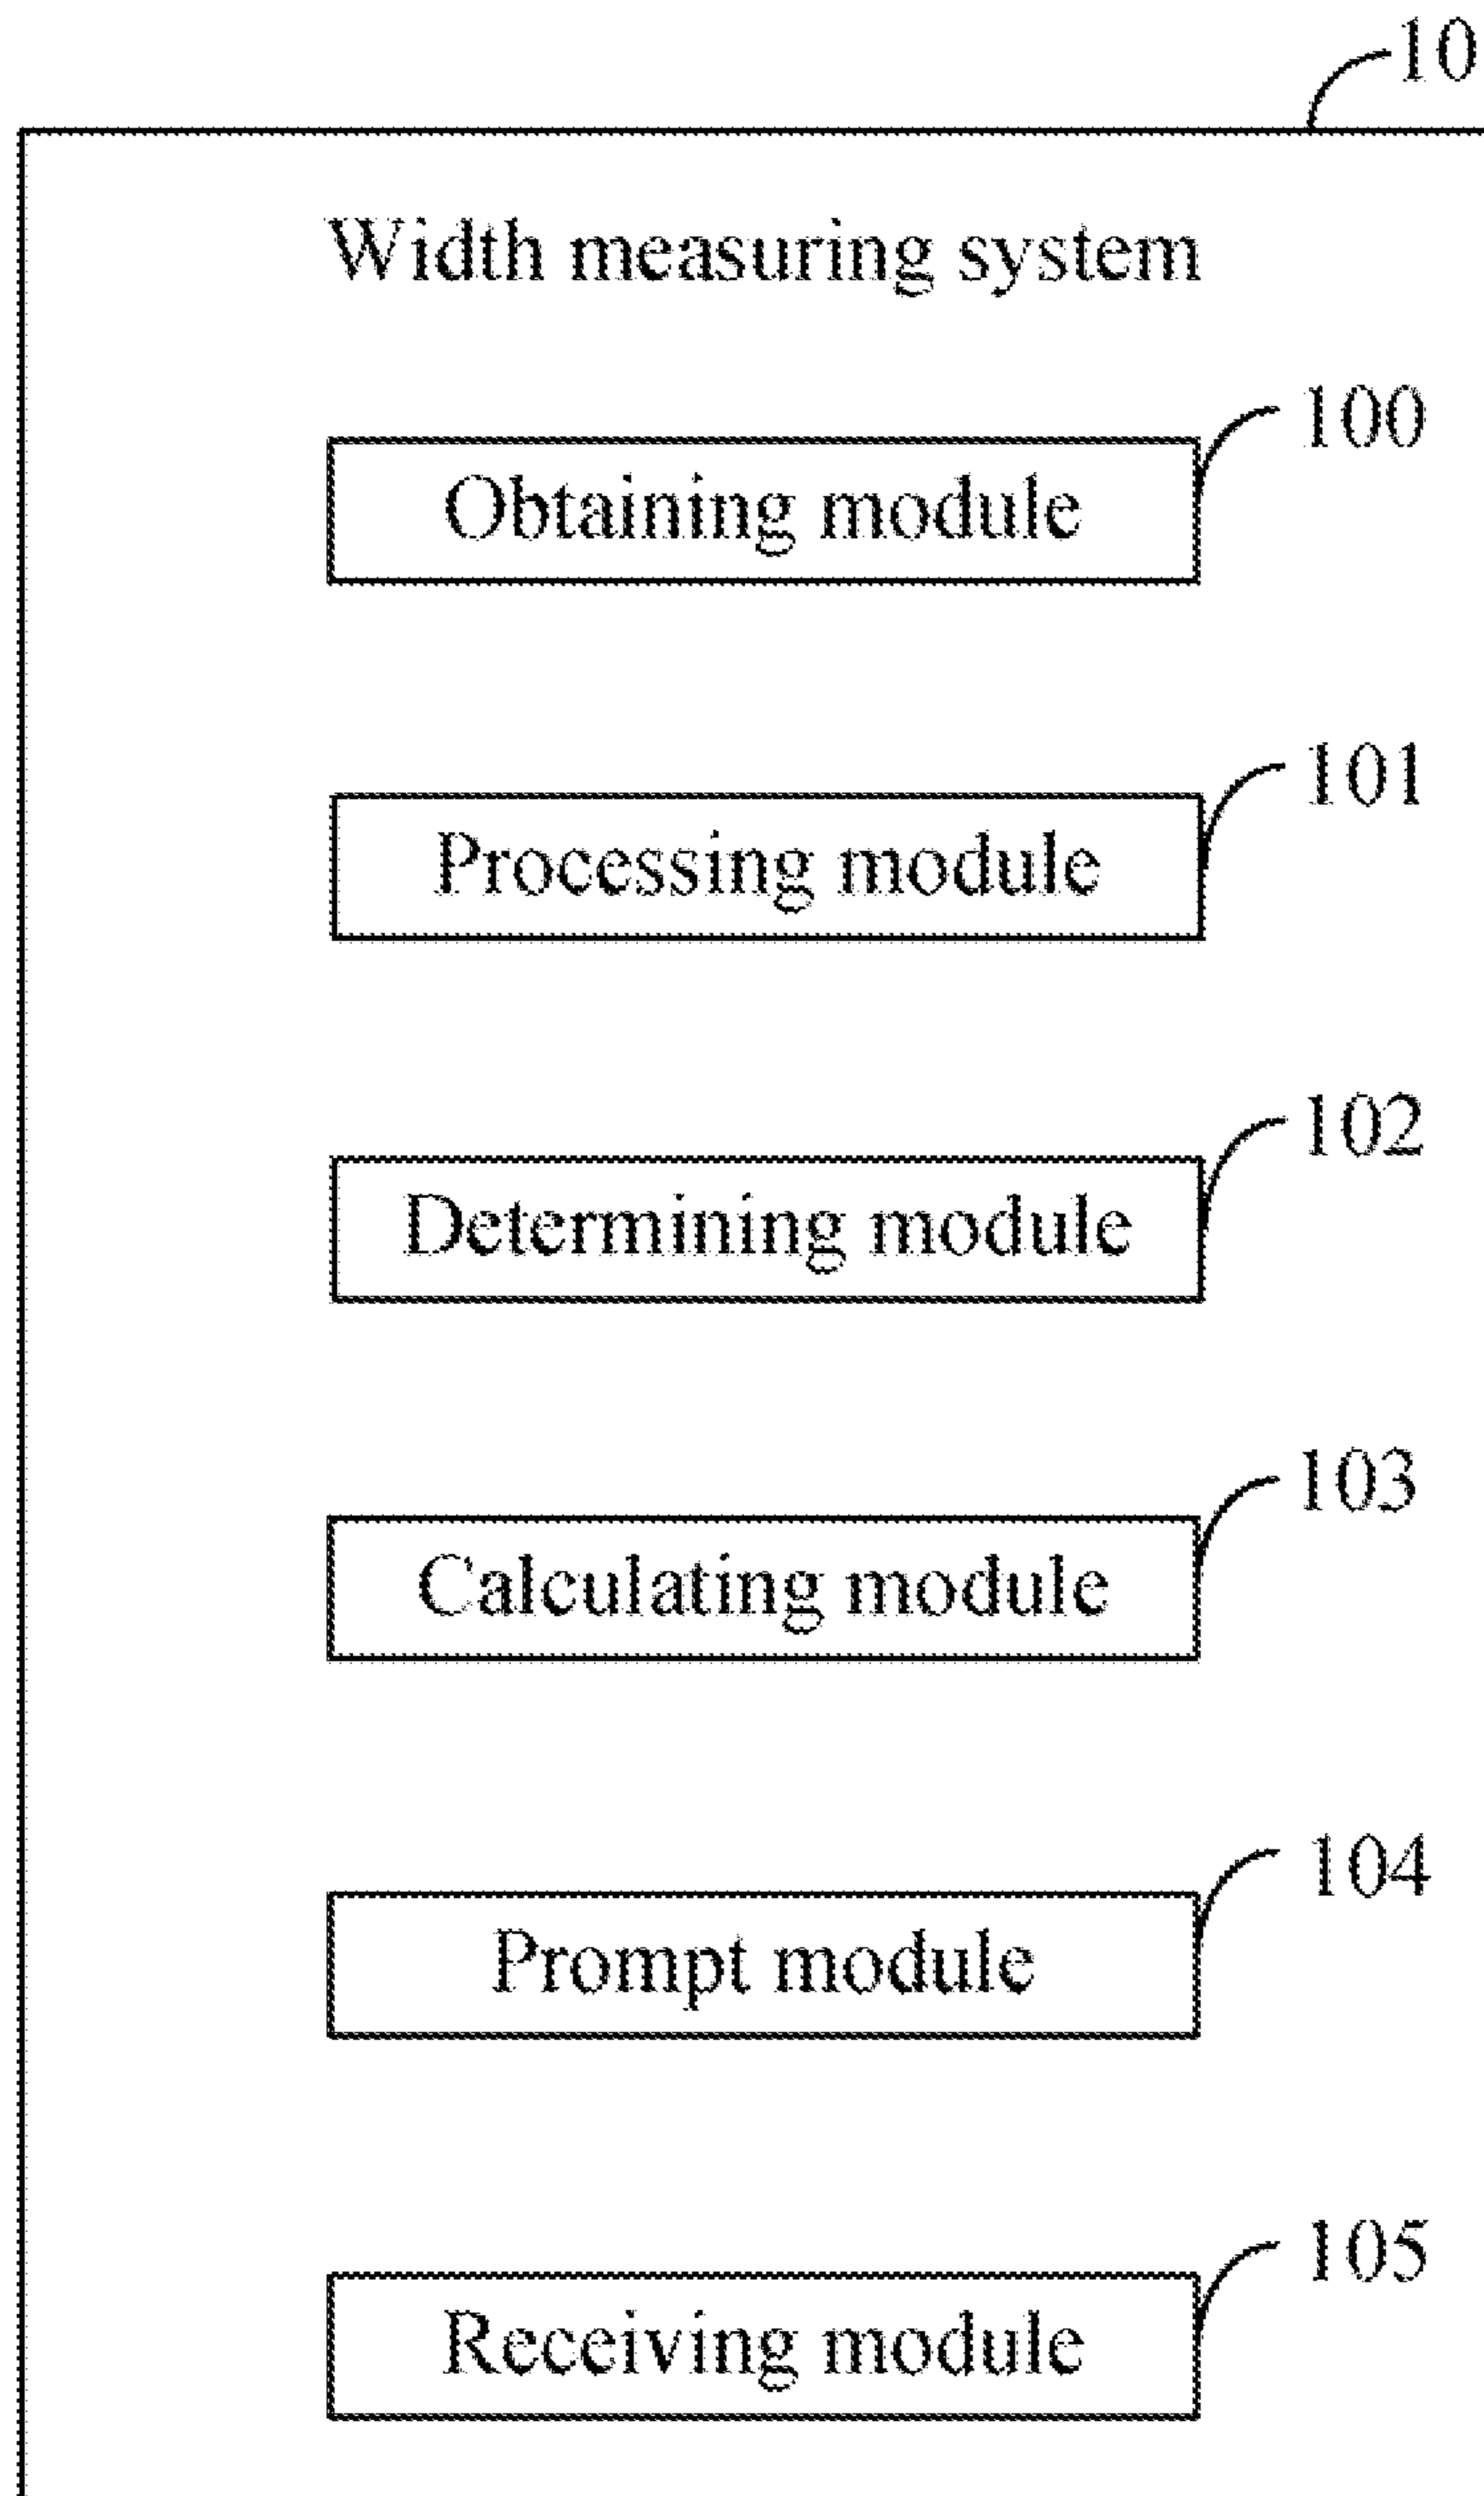 10
Width measuring system
100
Obtaining module
101
Processing module
102
Determining module
103
Calculating module
104
Prompt module
105
Receiving module